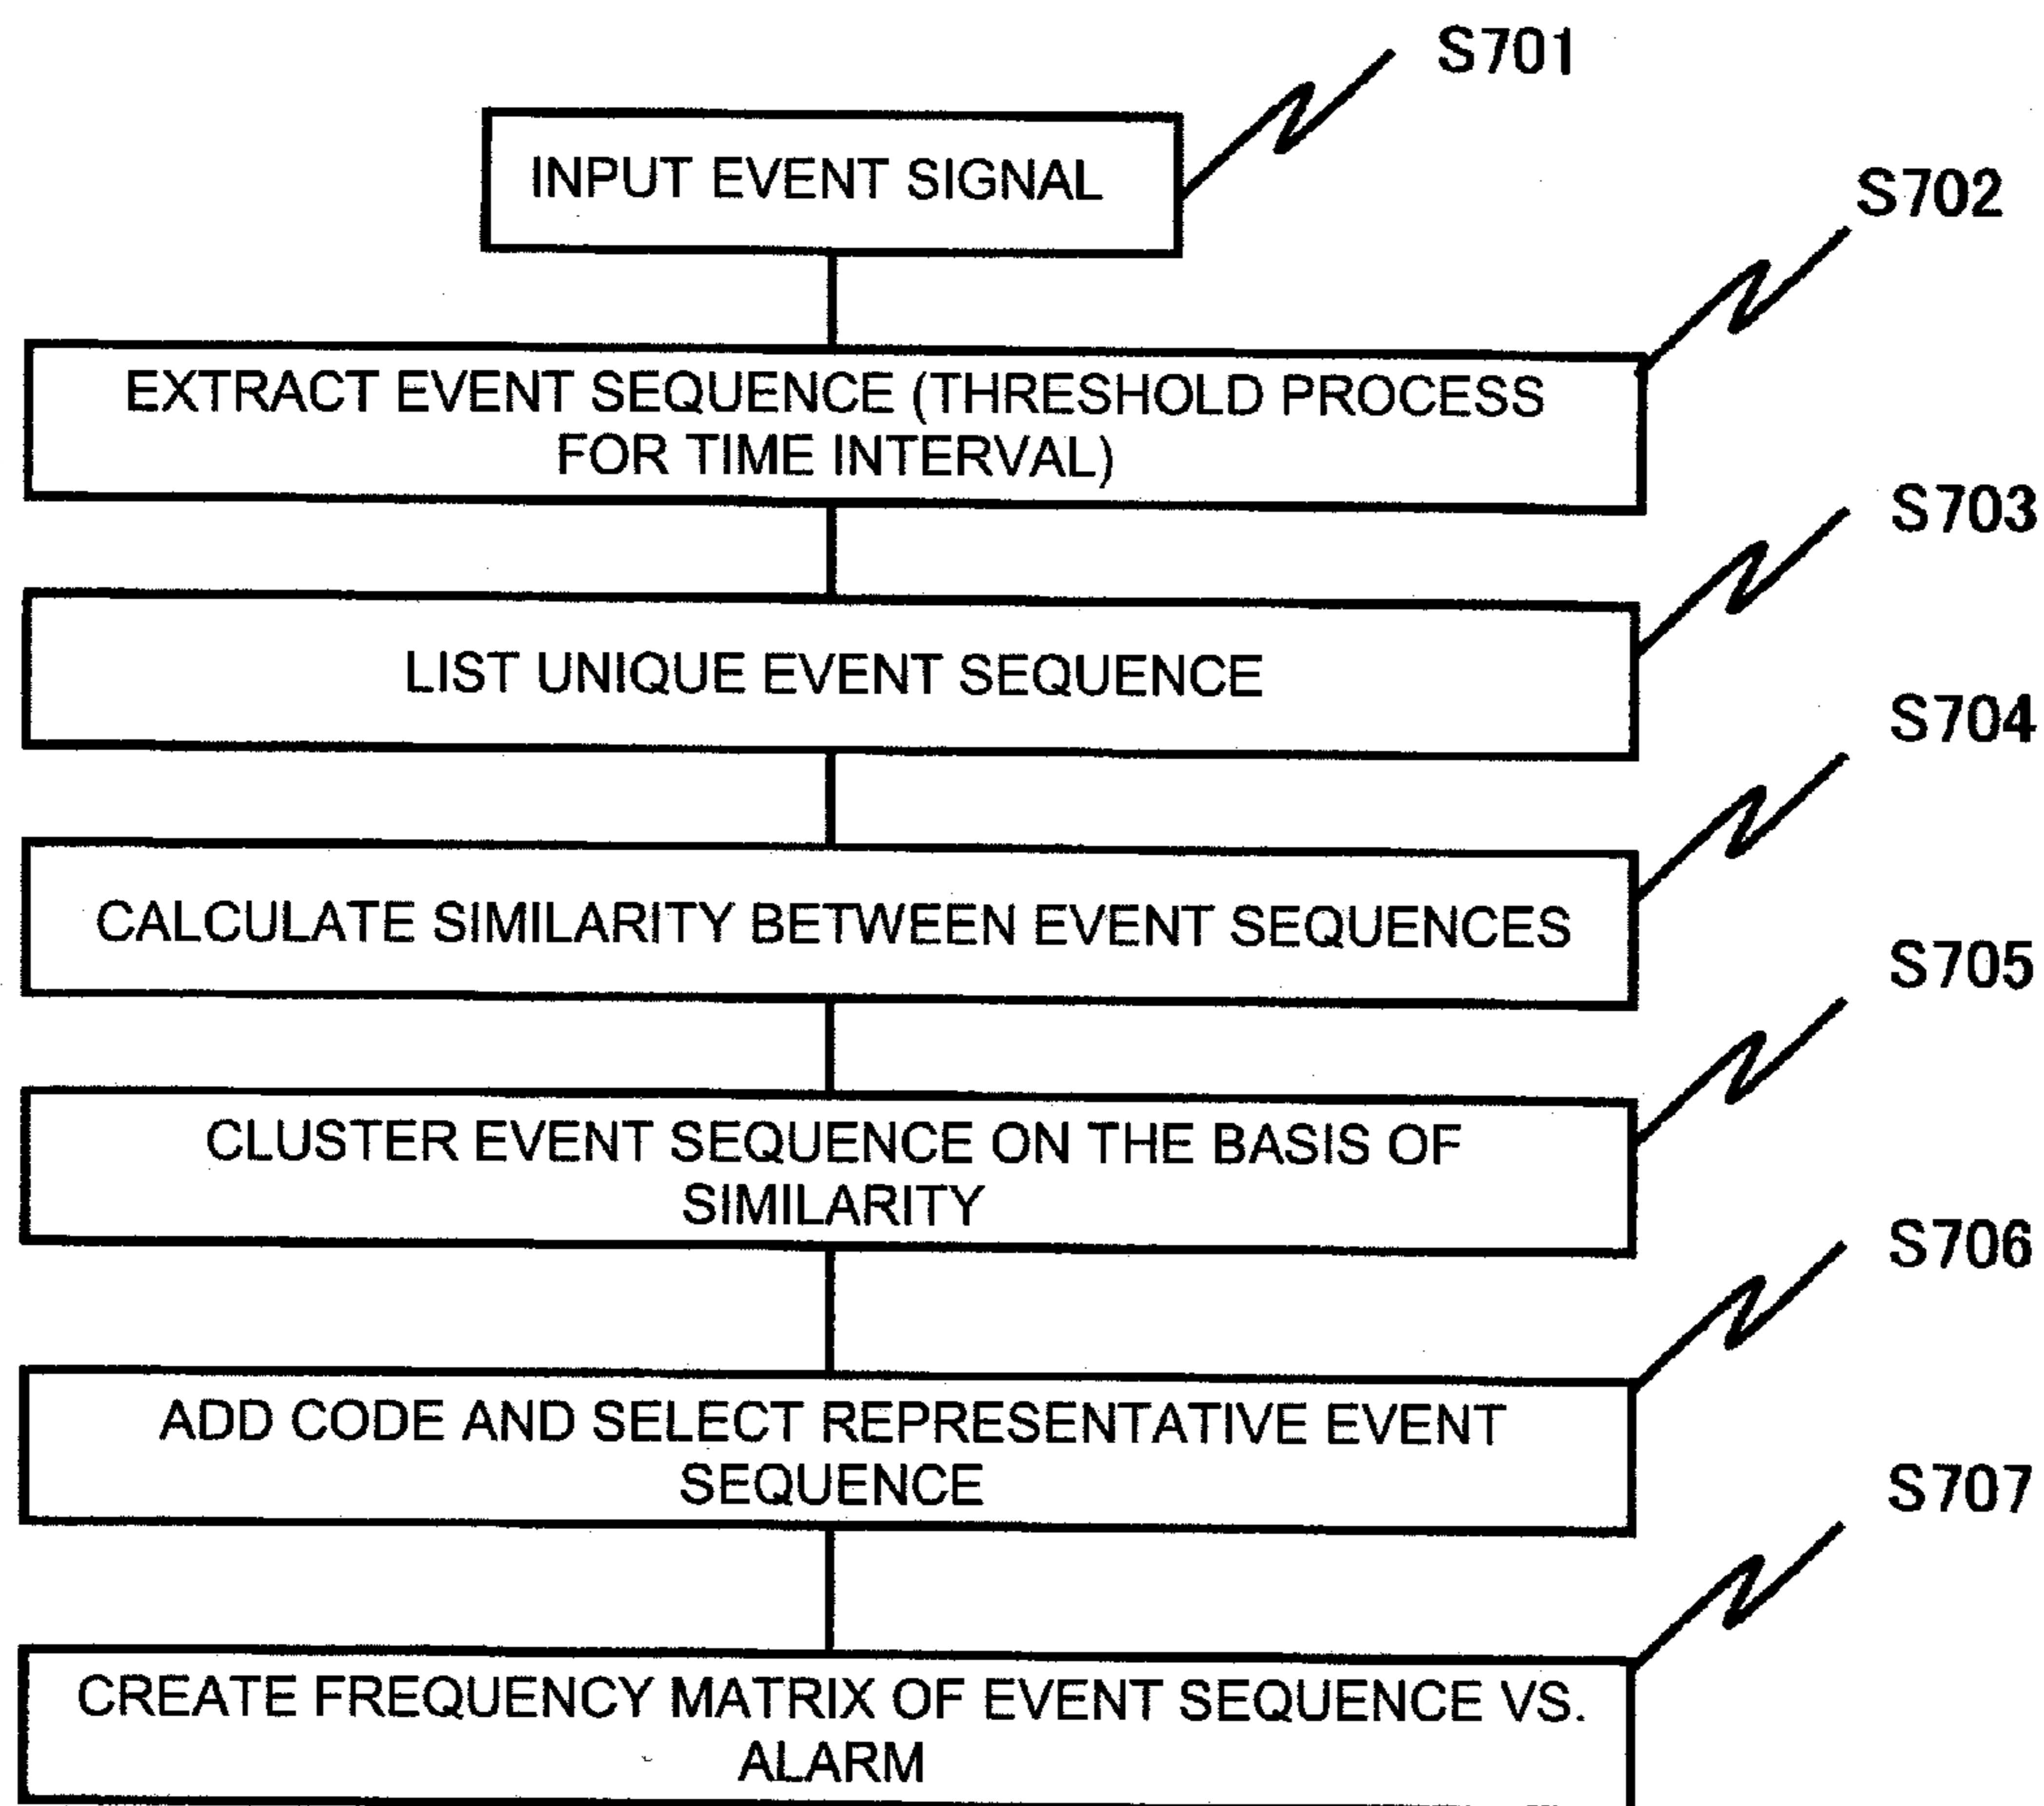 S701
INPUT EVENT SIGNAL
S702
EXTRACT EVENT SEQUENCE (THRESHOLD PROCESS
FOR TIME INTERVAL)
S703
LIST UNIQUE EVENT SEQUENCE
S704
CALCULATE SIMILARITY BETWEEN EVENT SEQUENCES
S705
CLUSTER EVENT SEQUENCE ON THE BASIS OF
SIMILARITY
S706
ADD CODE AND SELECT REPRESENTATIVE EVENT
SEQUENCE
S707
CREATE FREQUENCY MATRIX OF EVENT SEQUENCE VS.
ALARM